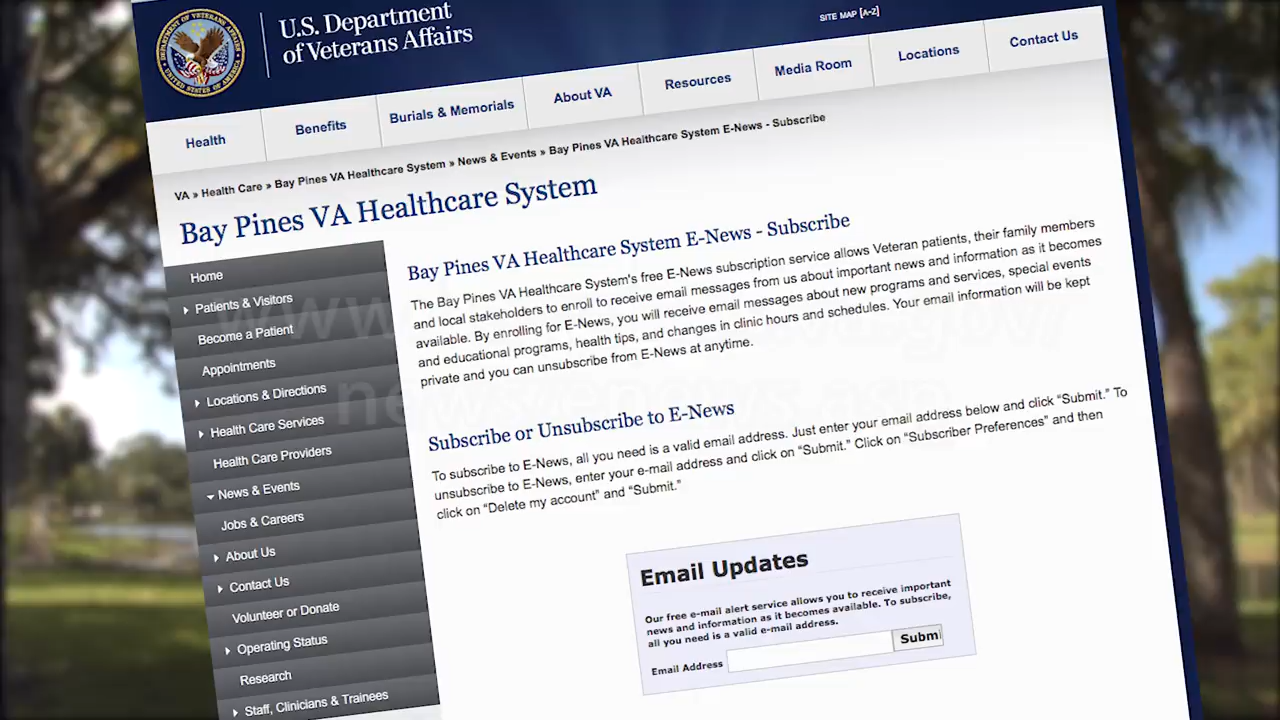 U.S. Department
of Veterans Affairs
SITE MAP [A-Z]
Health
Benefits
Burials & Memorials
About VA
Resources
Media Room
Locations
Contact Us
VA » Health Care » Bay Pines VA Healthcare System » News & Events » Bay Pines VA Healthcare System E-News - Subscribe
Bay Pines VA Healthcare System
Home
Patients & Visitors
Become a Patient
Appointments
Locations & Directions
Health Care Services
Health Care Providers
News & Events
Jobs & Careers
About Us
Contact Us
Volunteer or Donate
Operating Status
Research
Staff, Clinicians & Trainees
Bay Pines VA Healthcare System E-News - Subscribe
The Bay Pines VA Healthcare System's free E-News subscription service allows Veteran patients, their family members
and local stakeholders to enroll to receive email messages from us about important news and information as it becomes
available. By enrolling for E-News, you will receive email messages about new programs and services, special events
and educational programs, health tips, and changes in clinic hours and schedules. Your email information will be kept
private and you can unsubscribe from E-News at anytime.
Subscribe or Unsubscribe to E-News
To subscribe to E-News, all you need is a valid email address. Just enter your email address below and click “Submit.” To
unsubscribe to E-News, enter your e-mail address and click on “Submit.” Click on “Subscriber Preferences” and then
click on “Delete my account” and “Submit.”
Email Updates
Our free e-mail alert service allows you to receive important
news and information as it becomes available. To subscribe,
all you need is a valid e-mail address.
Email Address
Subm